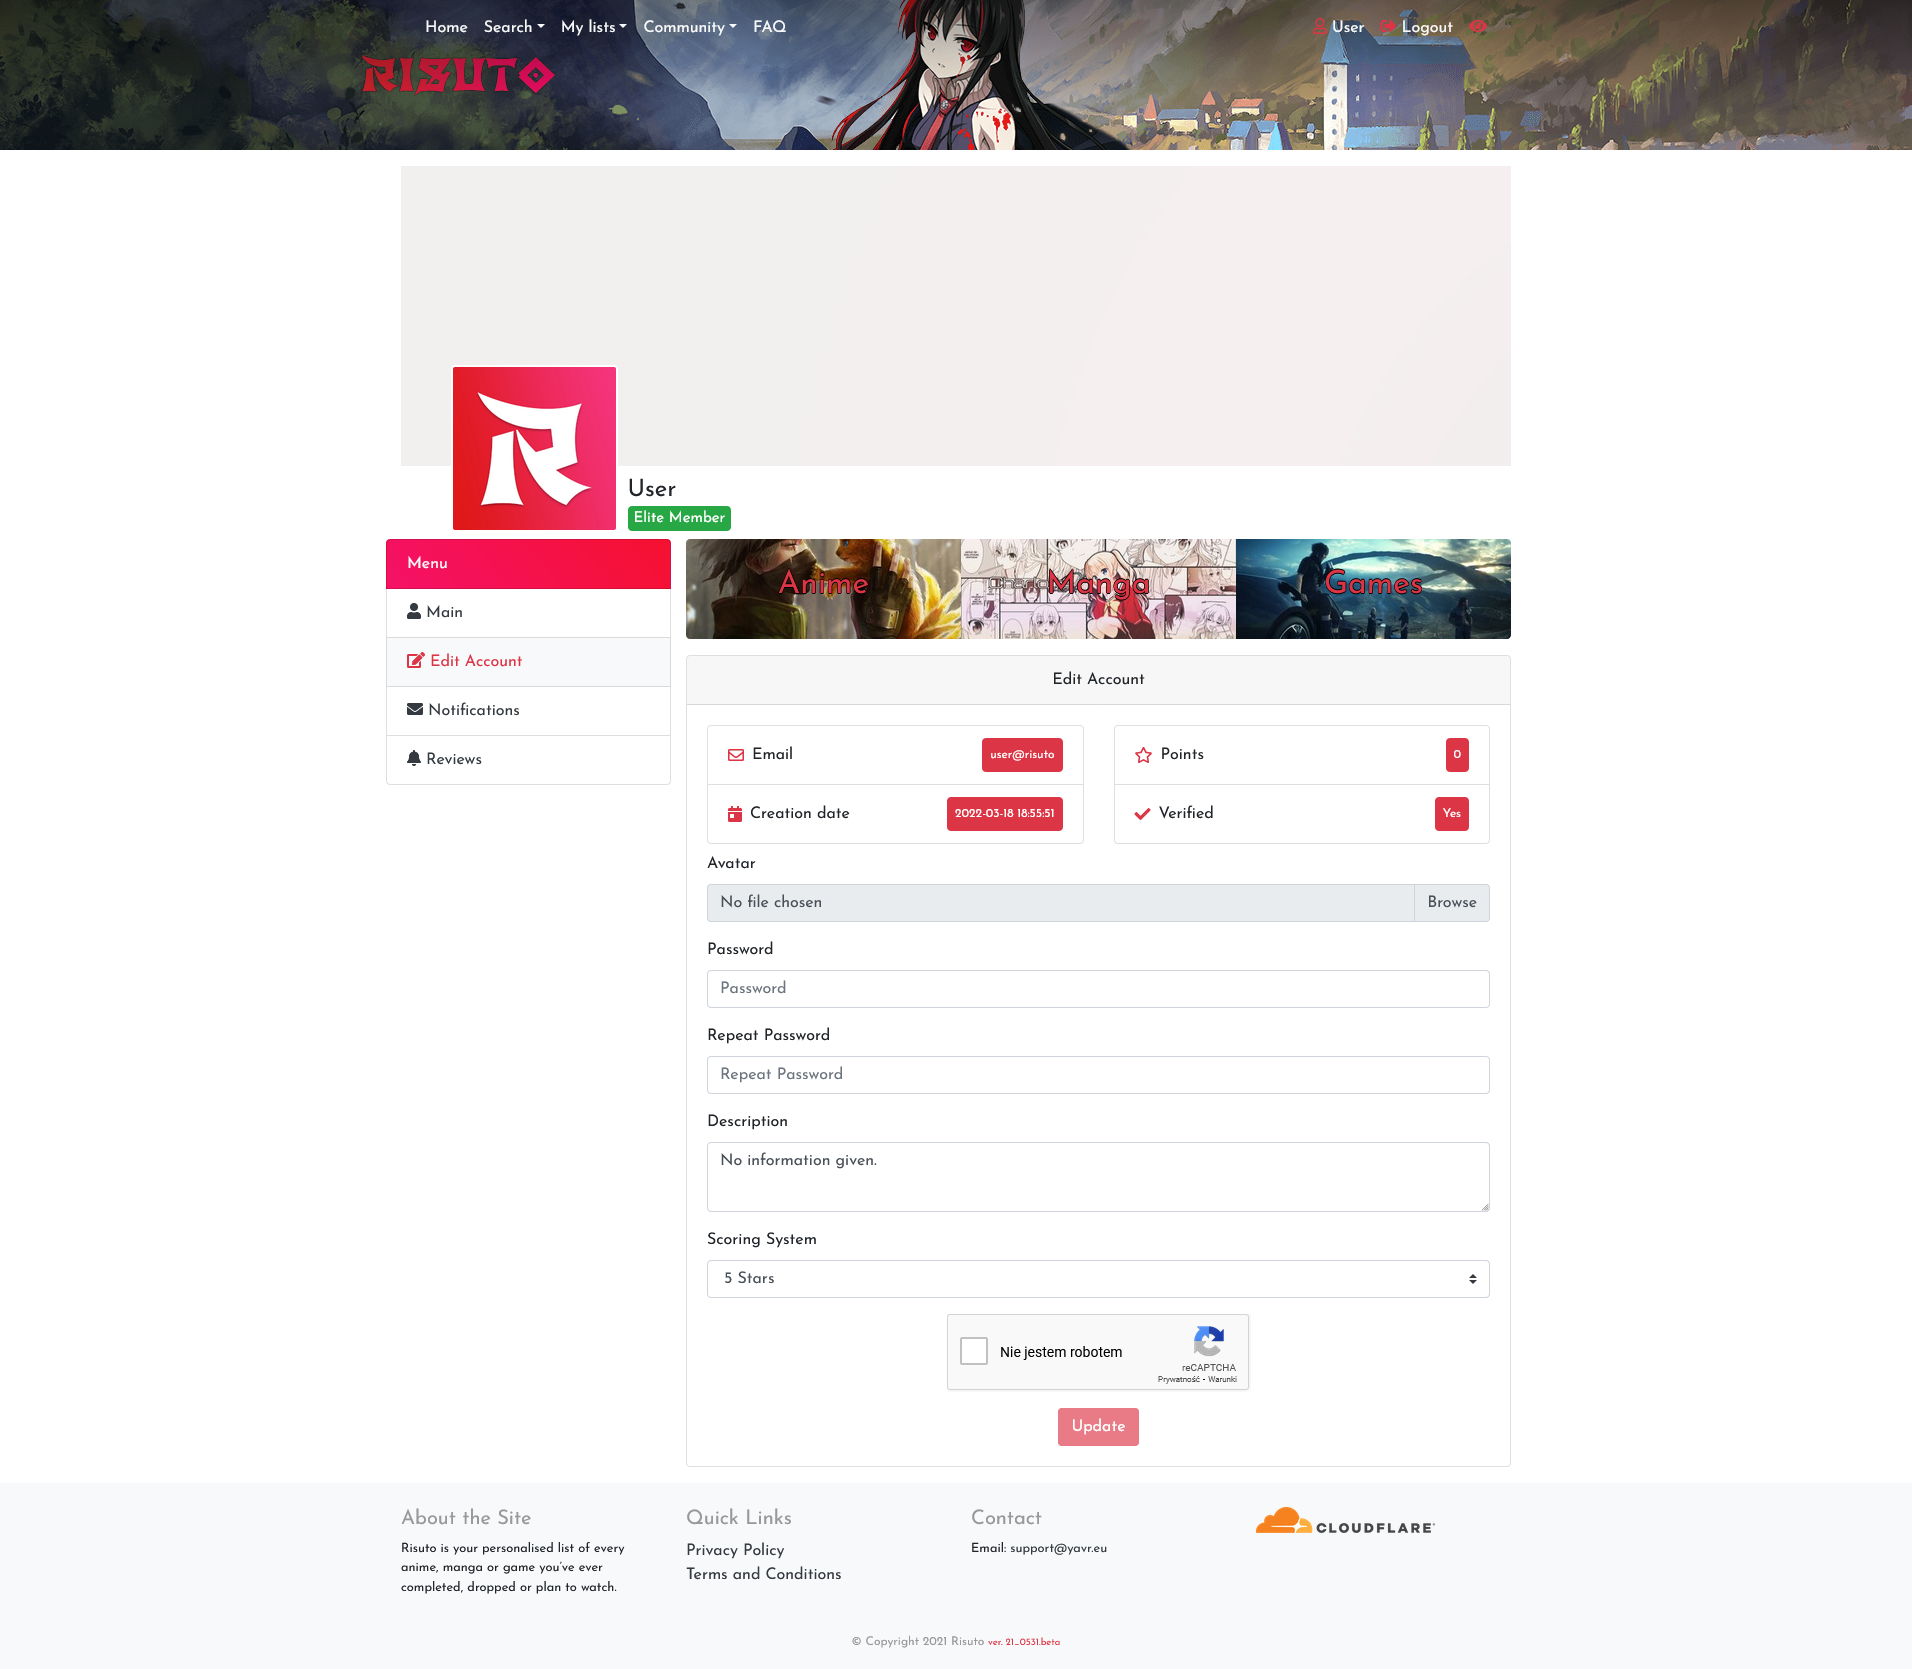 Home Search My lists Community FAQ User Logout
RISUTO
User
Elite Member
Menu
Main
Edit Account
Notifications
Reviews
Anime Manga Games
Edit Account
Email user@risuto
Points 0
Creation date 2022-03-18 18:55:51
Verified Yes
Avatar
No file chosen Browse
Password
Password
Repeat Password
Repeat Password
Description
No information given.
Scoring System
5 Stars
Nie jestem robotem
reCAPTCHA
Prywatność • Warunki
Update
About the Site
Risuto is your personalised list of every
anime, manga or game you've ever
completed, dropped or plan to watch.
Quick Links
Privacy Policy
Terms and Conditions
Contact
Email: support@yavr.eu
CLOUDFLARE
© Copyright 2021 Risuto ver. 21_0531.beta